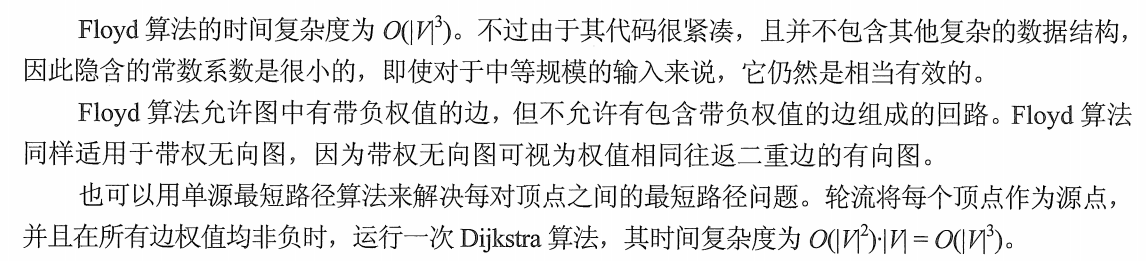 Floyd 算法的时间复杂度为 O(|V|³)。不过由于其代码很紧凑，且并不包含其他复杂的数据结构，
因此隐含的常数系数是很小的，即使对于中等规模的输入来说，它仍然是相当有效的。
Floyd 算法允许图中有带负权值的边，但不允许有包含带负权值的边组成的回路。Floyd 算法
同样适用于带权无向图，因为带权无向图可视为权值相同往返二重边的有向图。
也可以用单源最短路径算法来解决每对顶点之间的最短路径问题。轮流将每个顶点作为源点，
并且在所有边权值均非负时，运行一次 Dijkstra 算法，其时间复杂度为 O(|V|²)·|V| = O(|V|³)。